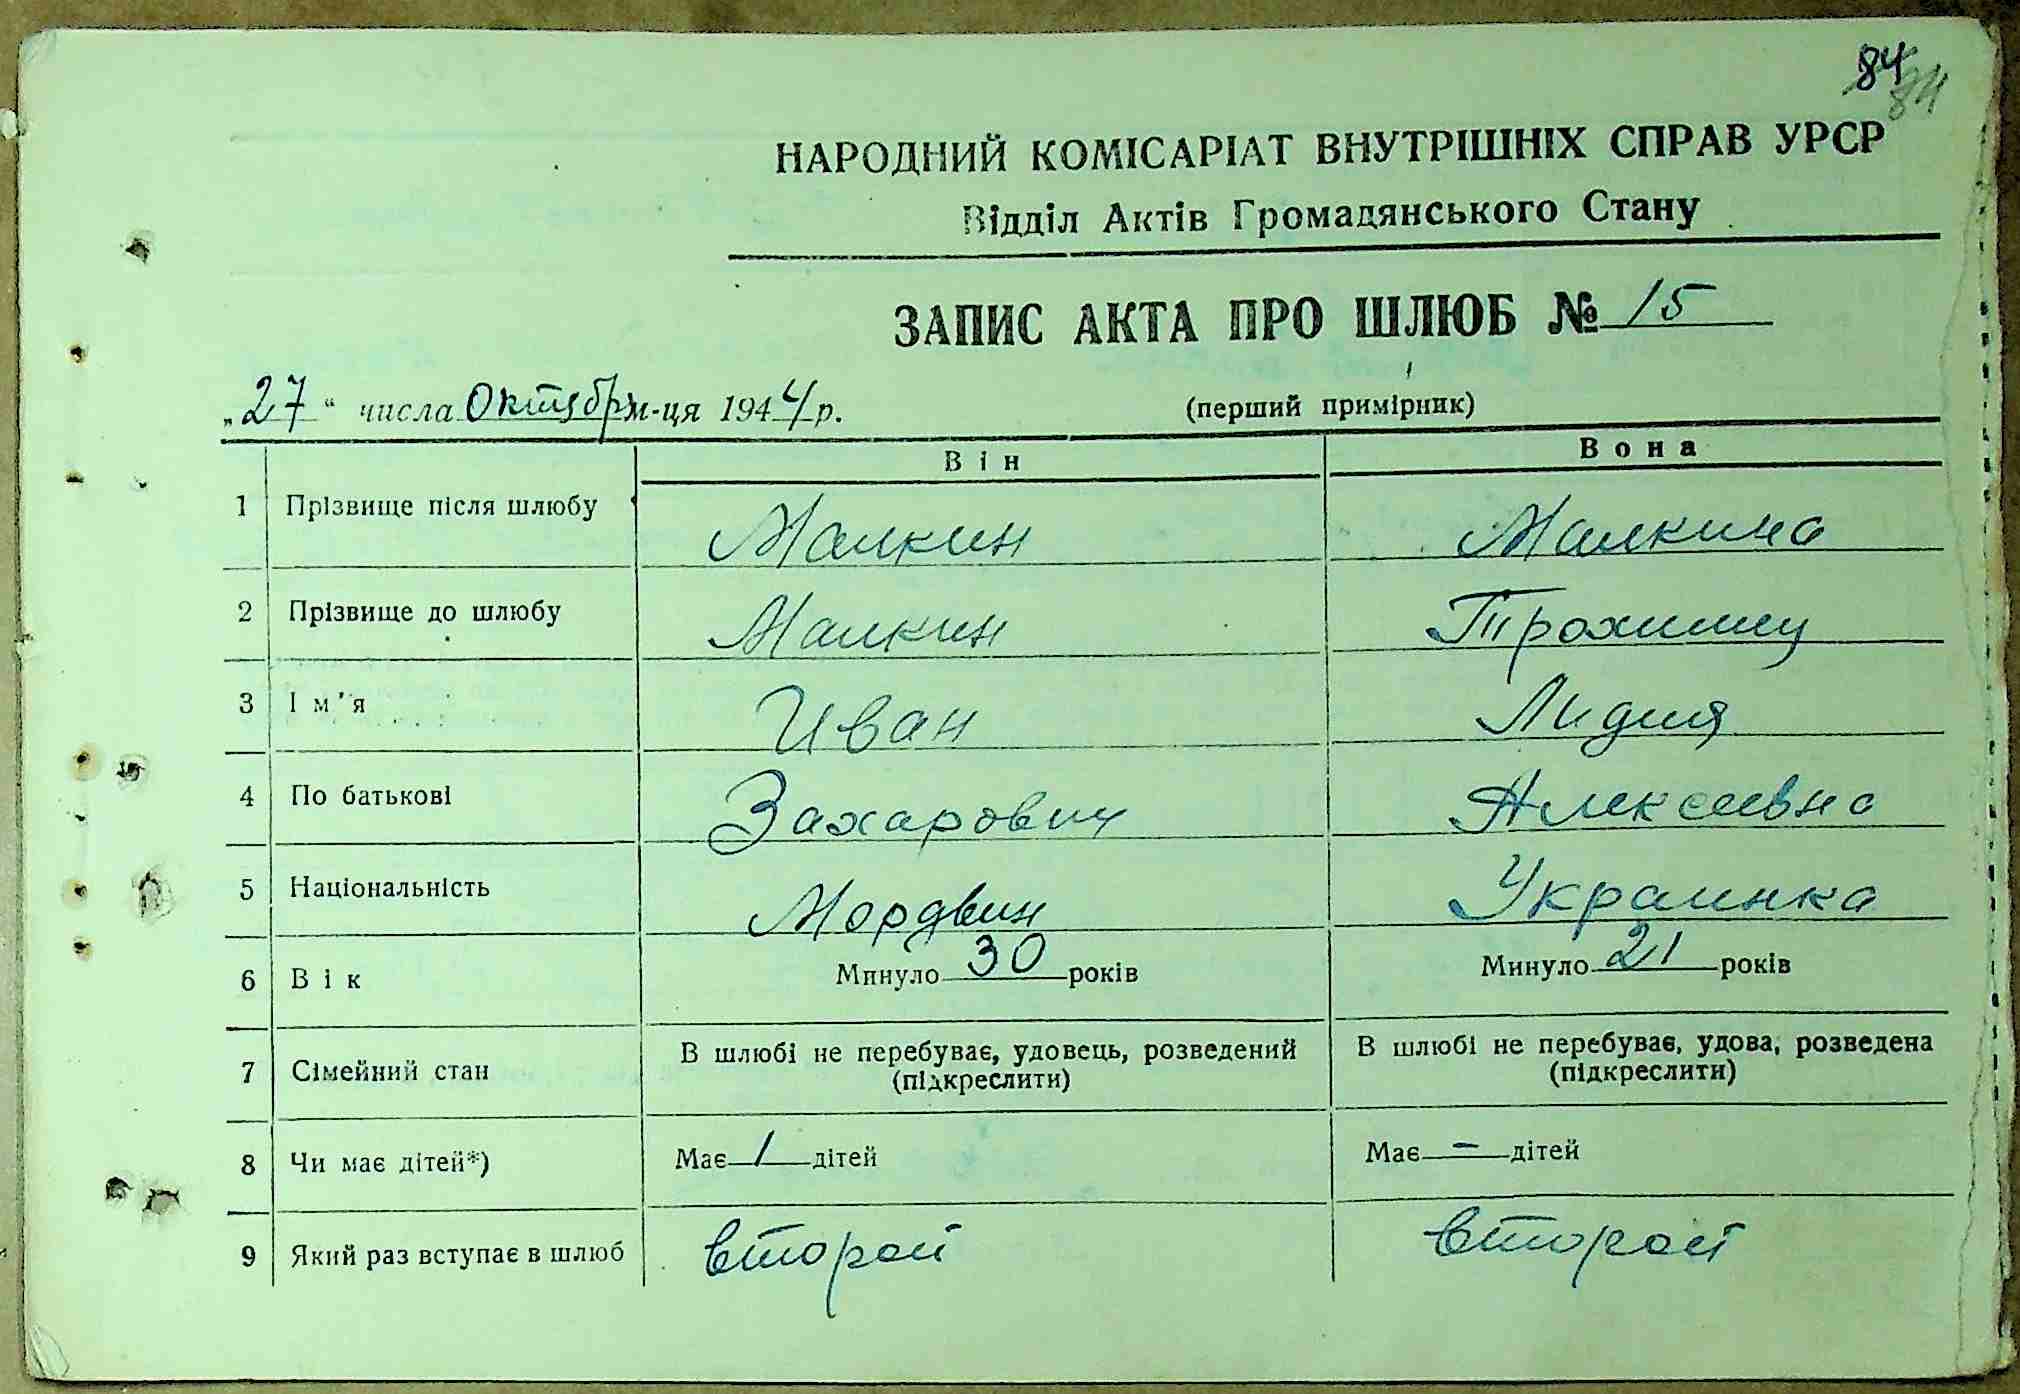 84
84
НАРОДНИЙ КОМІСАРІАТ ВНУТРІШНІХ СПРАВ УРСР
Відділ Актів Громадянського Стану
ЗАПИС АКТА ПРО ШЛЮБ № 15
„27“ числа Октября м-ця 1944 р. (перший примірник)
Він Вона
1 Прізвище після шлюбу Малкин Малкина
2 Прізвище до шлюбу Малкин Трохимец
3 Ім'я Иван Лидия
4 По батькові Захарович Алексеевна
5 Національність Мордвин Украинка
6 Вік Минуло 30 років Минуло 21 років
7 Сімейний стан В шлюбі не перебуває, удовець, розведений (підкреслити) В шлюбі не перебуває, удова, розведена (підкреслити)
8 Чи має дітей*) Має 1 дітей Має – дітей
9 Який раз вступає в шлюб второй второй